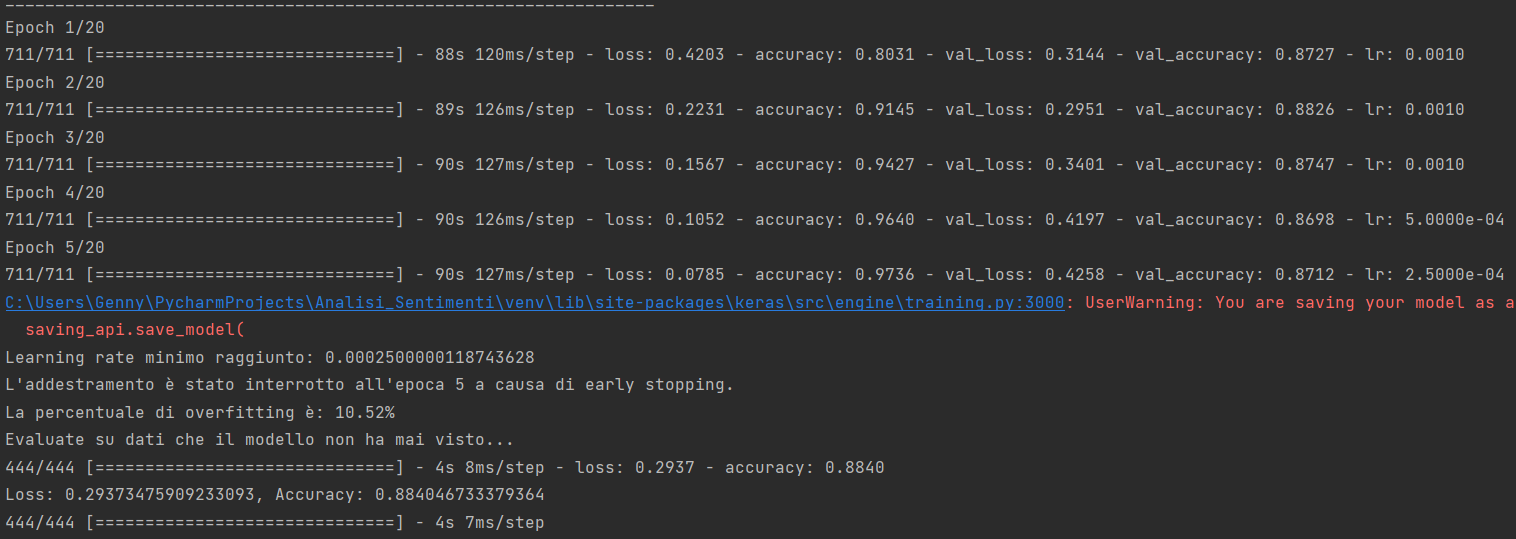 Epoch 1/20
711/711 [==============================] - 88s 120ms/step - loss: 0.4203 - accuracy: 0.8031 - val_loss: 0.3144 - val_accuracy: 0.8727 - lr: 0.0010
Epoch 2/20
711/711 [==============================] - 89s 126ms/step - loss: 0.2231 - accuracy: 0.9145 - val_loss: 0.2951 - val_accuracy: 0.8826 - lr: 0.0010
Epoch 3/20
711/711 [==============================] - 90s 127ms/step - loss: 0.1567 - accuracy: 0.9427 - val_loss: 0.3401 - val_accuracy: 0.8747 - lr: 0.0010
Epoch 4/20
711/711 [==============================] - 90s 126ms/step - loss: 0.1052 - accuracy: 0.9640 - val_loss: 0.4197 - val_accuracy: 0.8698 - lr: 5.0000e-04
Epoch 5/20
711/711 [==============================] - 90s 127ms/step - loss: 0.0785 - accuracy: 0.9736 - val_loss: 0.4258 - val_accuracy: 0.8712 - lr: 2.5000e-04
C:\Users\Genny\PycharmProjects\Analisi_Sentimenti\venv\lib\site-packages\keras\src\engine\training.py:3000: UserWarning: You are saving your model as a
  saving_api.save_model(
Learning rate minimo raggiunto: 0.0002500000118743628
L'addestramento è stato interrotto all'epoca 5 a causa di early stopping.
La percentuale di overfitting è: 10.52%
Evaluate su dati che il modello non ha mai visto...
444/444 [==============================] - 4s 8ms/step - loss: 0.2937 - accuracy: 0.8840
Loss: 0.29373475909233093, Accuracy: 0.884046733379364
444/444 [==============================] - 4s 7ms/step